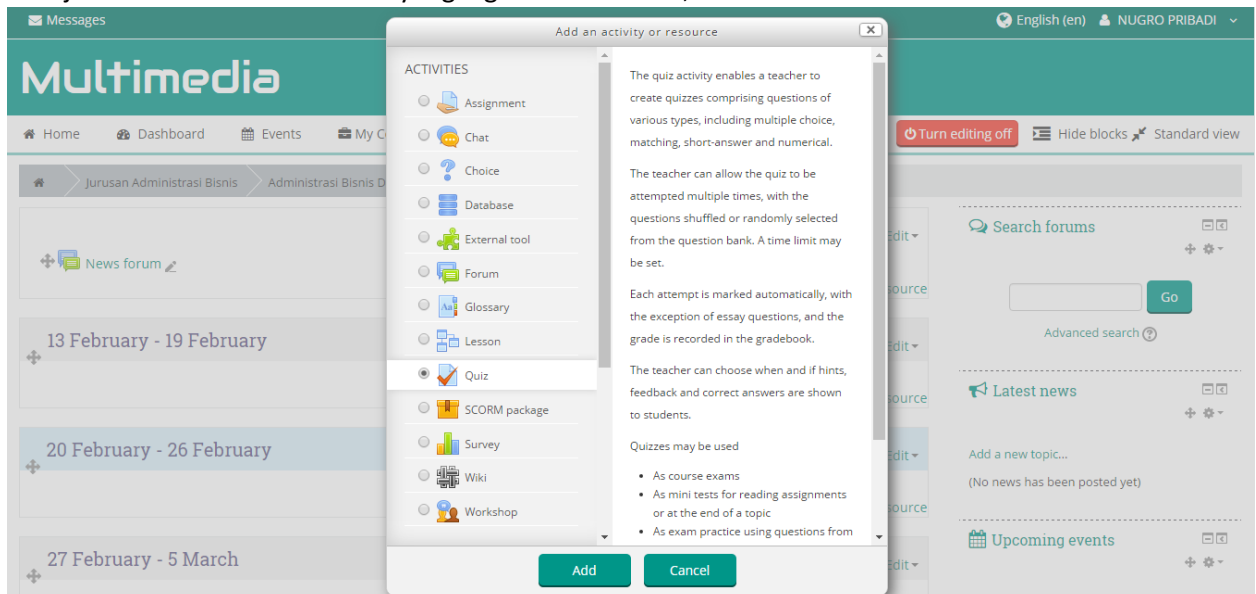 Messages
English (en) NUGRO PRIBADI
Add an activity or resource
Multimedia
Home Dashboard Events My C
Turn editing off Hide blocks Standard view
Jurusan Administrasi Bisnis Administrasi Bisnis D
ACTIVITIES
Assignment
Chat
Choice
Database
External tool
Forum
Glossary
Lesson
Quiz
SCORM package
Survey
Wiki
Workshop
The quiz activity enables a teacher to
create quizzes comprising questions of
various types, including multiple choice,
matching, short-answer and numerical.
The teacher can allow the quiz to be
attempted multiple times, with the
questions shuffled or randomly selected
from the question bank. A time limit may
be set.
Each attempt is marked automatically, with
the exception of essay questions, and the
grade is recorded in the gradebook.
The teacher can choose when and if hints,
feedback and correct answers are shown
to students.
Quizzes may be used
As course exams
As mini tests for reading assignments
or at the end of a topic
As exam practice using questions from
Add Cancel
News forum
Edit
source
13 February - 19 February
Edit
source
20 February - 26 February
Edit
source
27 February - 5 March
Edit
Search forums
Go
Advanced search
Latest news
Add a new topic...
(No news has been posted yet)
Upcoming events